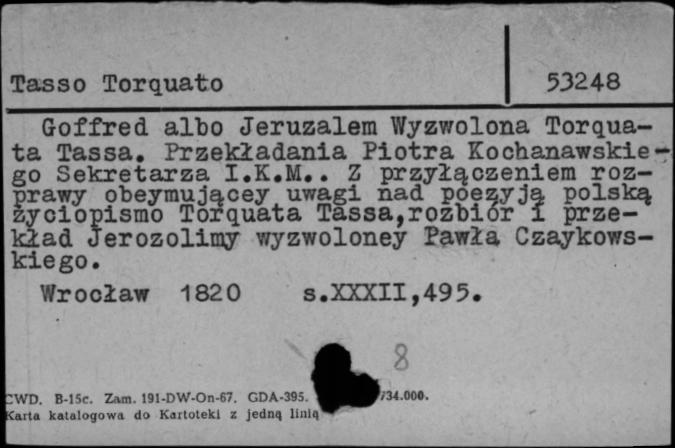 Tasso Torquato 53248
Goffred albo Jeruzalem Wyzwolona Torqua-
ta Tassa. Przekładania Piotra Kochanawskie-
go Sekretarza I.K.M.. Z przyłączeniem roz-
prawy obeymującey uwagi nad poezyją polską
życiopismo Torquata Tassa,rozbiór i prze-
kład Jerozolimy wyzwoloney Pawła Czaykows-
kiego.
Wrocław 1820 s.XXXII,495.
8
CWD. B-15c. Zam. 191-DW-On-67. GDA-395. 734.000.
Karta katalogowa do Kartoteki z jedną linią